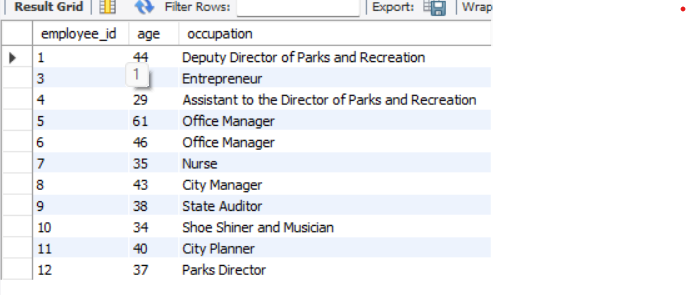 Result Grid Filter Rows: Export: Wrap
employee_id age occupation
1 44 Deputy Director of Parks and Recreation
3 Entrepreneur
1
4 29 Assistant to the Director of Parks and Recreation
5 61 Office Manager
6 46 Office Manager
7 35 Nurse
8 43 City Manager
9 38 State Auditor
10 34 Shoe Shiner and Musician
11 40 City Planner
12 37 Parks Director